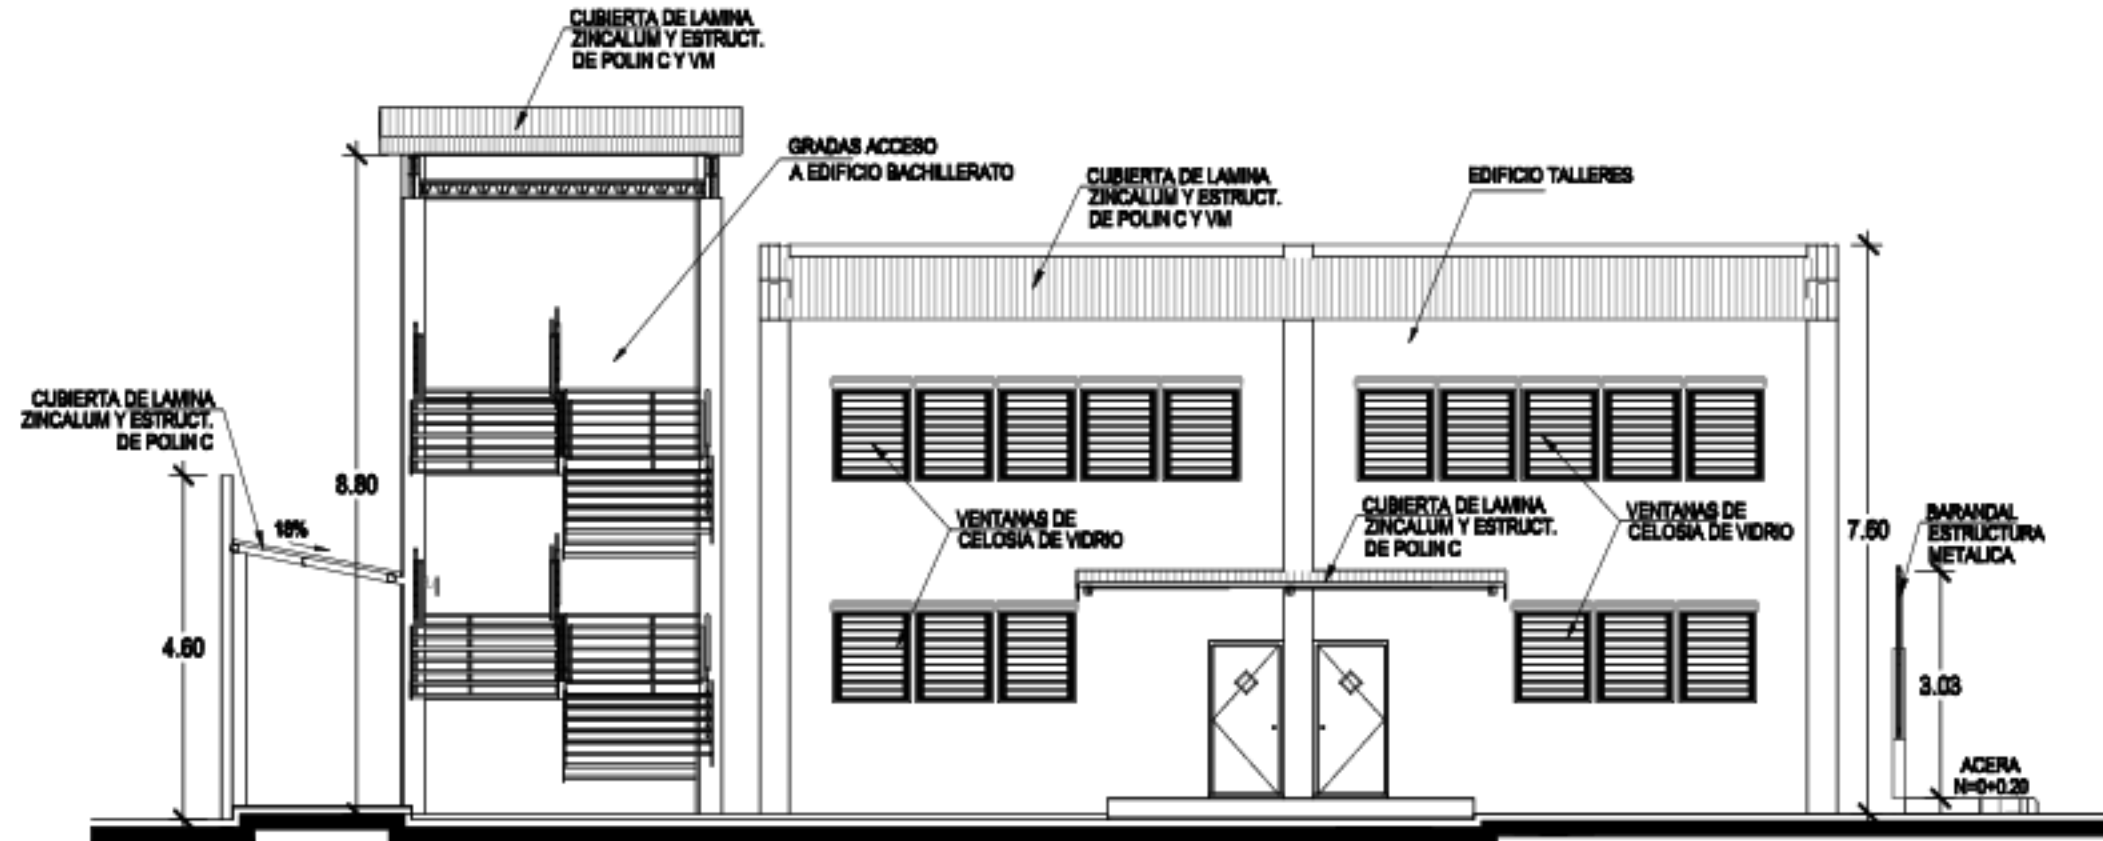 CUBIERTA DE LAMINA
ZINCALUM Y ESTRUCT.
DE POLIN C Y VM
GRADAS ACCESO
A EDIFICIO BACHILLERATO
CUBIERTA DE LAMINA
ZINCALUM Y ESTRUCT.
DE POLIN C Y VM
EDIFICIO TALLERES
CUBIERTA DE LAMINA
ZINCALUM Y ESTRUCT.
DE POLIN C
8.80
18%
4.60
VENTANAS DE
CELOSIA DE VIDRIO
CUBIERTA DE LAMINA
ZINCALUM Y ESTRUCT.
DE POLIN C
VENTANAS DE
CELOSIA DE VIDRIO
7.60
BARANDAL
ESTRUCTURA
METALICA
3.03
ACERA
N=0+0.20